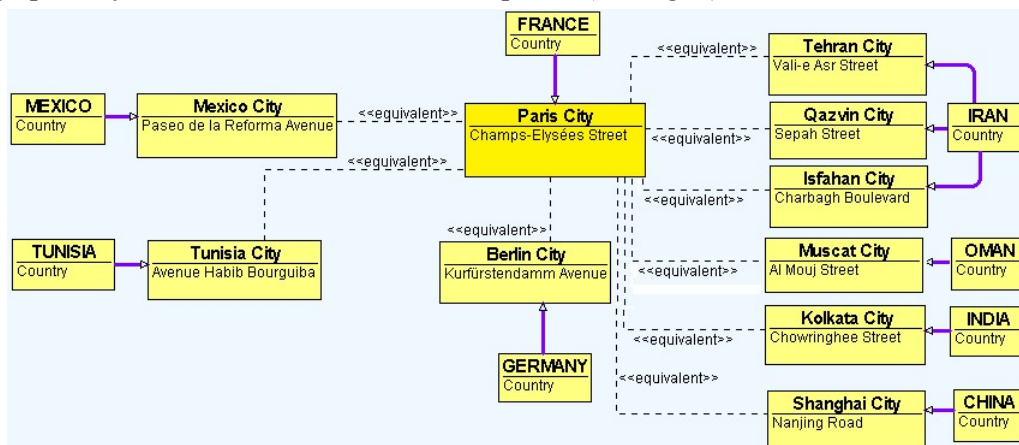 FRANCE
Country
<<equivalent>>
Tehran City
Vali-e Asr Street
MEXICO
Country
Mexico City
Paseo de la Reforma Avenue
<<equivalent>>
Paris City
Champs-Elysées Street
<<equivalent>>
Qazvin City
Sepah Street
IRAN
Country
<<equivalent>>
<<equivalent>>
Isfahan City
Charbagh Boulevard
TUNISIA
Country
Tunisia City
Avenue Habib Bourguiba
<<equivalent>>
Berlin City
Kurfürstendamm Avenue
<<equivalent>>
Muscat City
Al Mouj Street
OMAN
Country
<<equivalent>>
Kolkata City
Chowringhee Street
INDIA
Country
GERMANY
Country
<<equivalent>>
Shanghai City
Nanjing Road
CHINA
Country